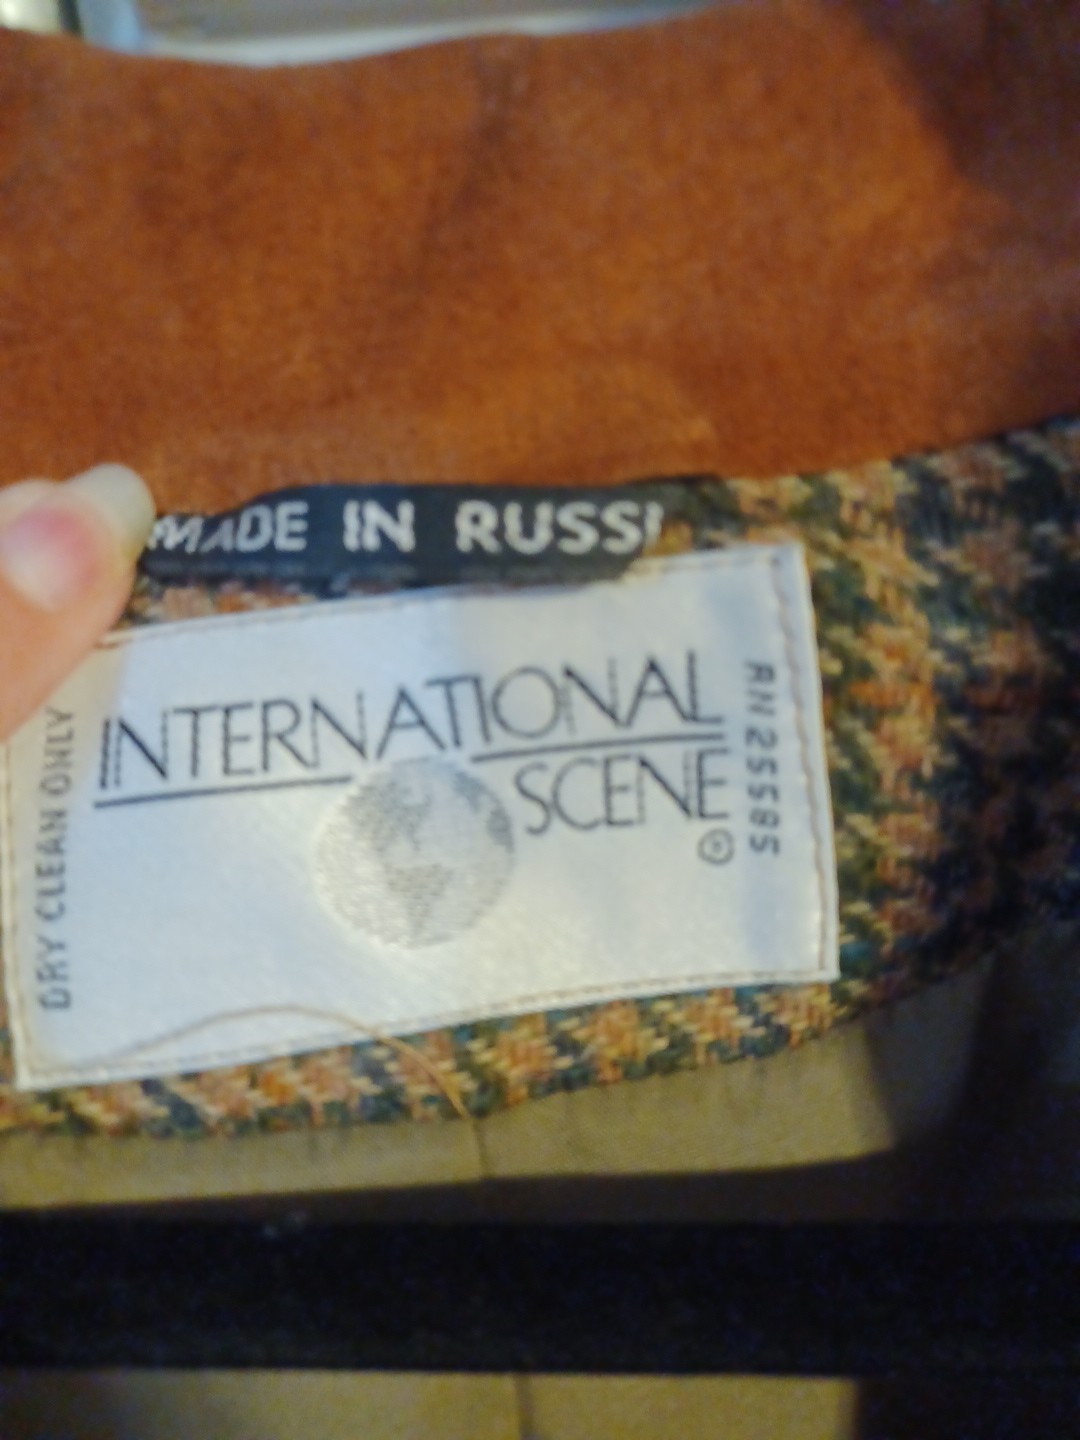 MADE IN RUSSI
INTERNATIONAL
SCENE
®
DRY CLEAN ONLY
RN 25585